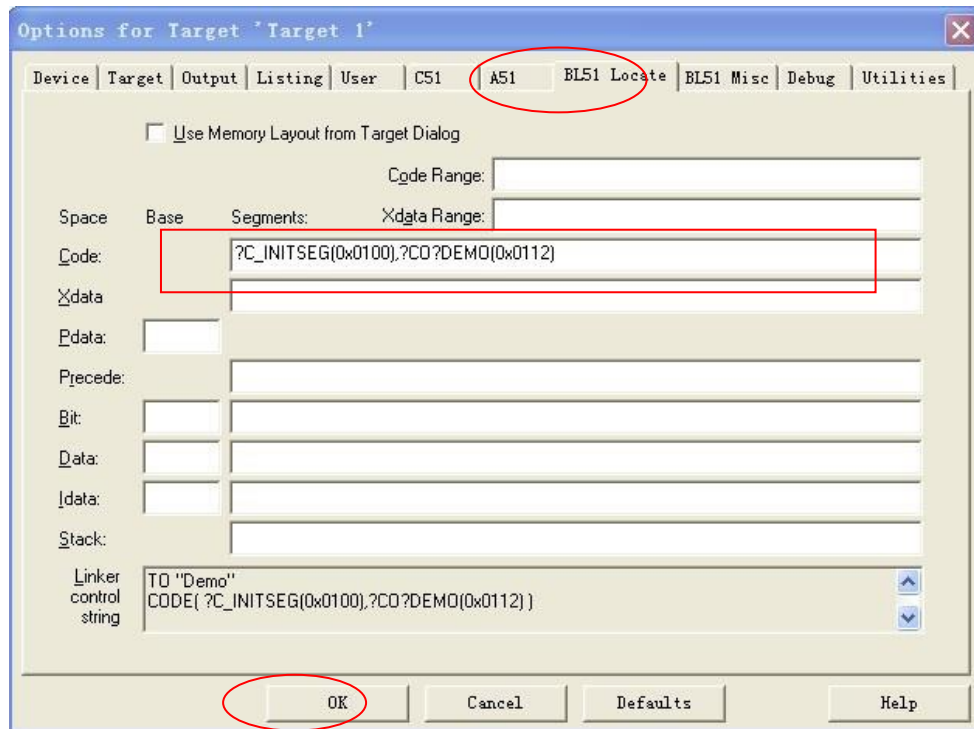 Options for Target 'Target 1'
Device Target Output Listing User C51 A51 BL51 Locate BL51 Misc Debug Utilities
Use Memory Layout from Target Dialog
Code Range:
Space Base Segments: Xdata Range:
Code: ?C_INITSEG(0x0100),?CO?DEMO(0x0112)
Xdata
Pdata:
Precede:
Bit:
Data:
Idata:
Stack:
Linker control string
TO "Demo"
CODE( ?C_INITSEG(0x0100),?CO?DEMO(0x0112) )
OK Cancel Defaults Help